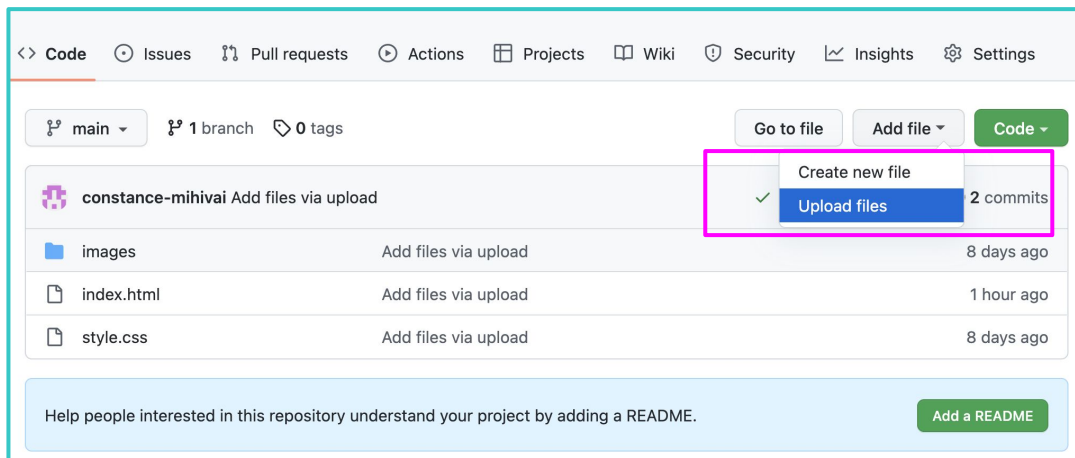 <> Code Issues Pull requests Actions Projects Wiki Security Insights Settings
main 1 branch 0 tags Go to file Add file Code
Create new file
constance-mihivai Add files via upload 2 commits
Upload files
images Add files via upload 8 days ago
index.html Add files via upload 1 hour ago
style.css Add files via upload 8 days ago
Help people interested in this repository understand your project by adding a README. Add a README